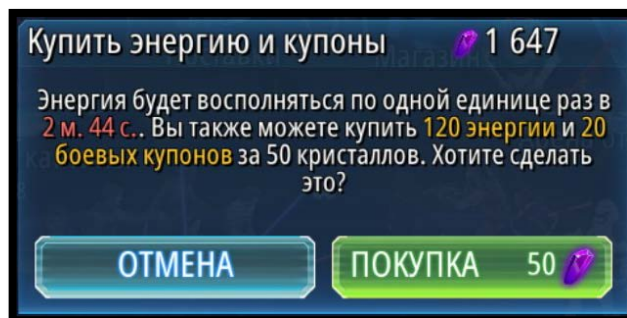 Купить энергию и купоны 1 647
Энергия будет восполняться по одной единице раз в
2 м. 44 с.. Вы также можете купить 120 энергии и 20
боевых купонов за 50 кристаллов. Хотите сделать
это?
ОТМЕНА ПОКУПКА 50